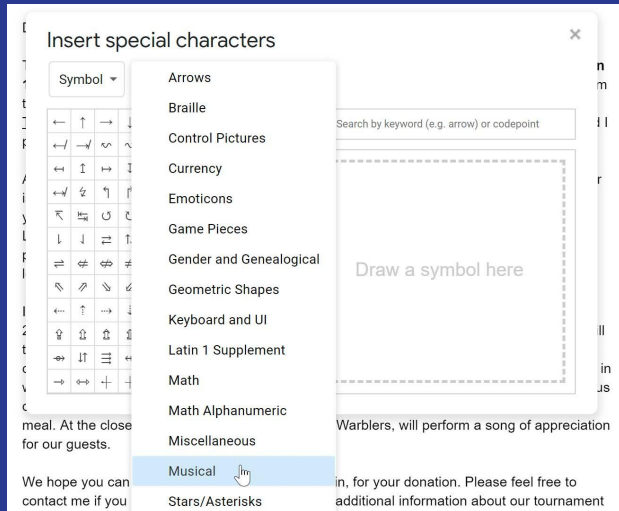 Insert special characters
×
Symbol
Arrows
Braille
Control Pictures
Currency
Emoticons
Game Pieces
Gender and Genealogical
Geometric Shapes
Keyboard and UI
Latin 1 Supplement
Math
Math Alphanumeric
Miscellaneous
Musical
Stars/Asterisks
Search by keyword (e.g. arrow) or codepoint
Draw a symbol here
meal. At the close Warblers, will perform a song of appreciation
for our guests.
We hope you can in, for your donation. Please feel free to
contact me if you additional information about our tournament